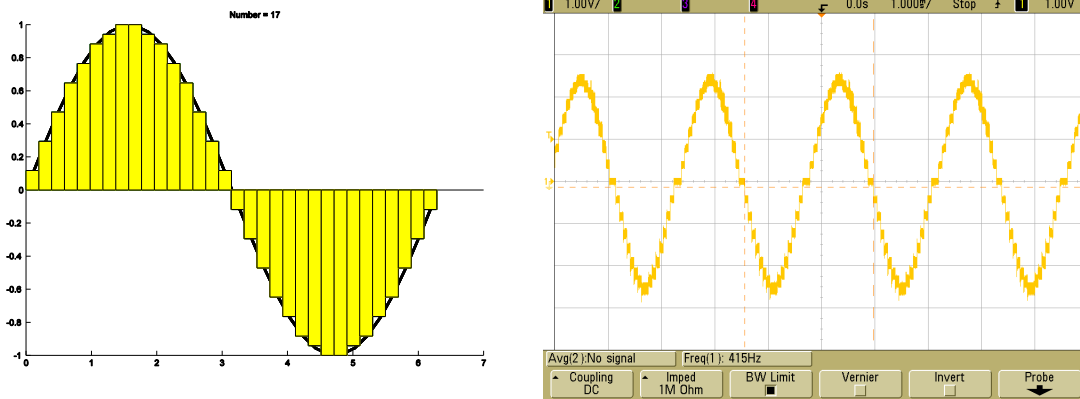 Number = 17
1
0.8
0.6
0.4
0.2
0
-0.2
-0.4
-0.6
-0.8
-1
0 1 2 3 4 5 6 7
1 1.00V/ 2 3 4 0.0s 1.000㎳/ Stop 1 1.00V
T
Avg(2):No signal Freq(1): 415Hz
Coupling Imped BW Limit Vernier Invert Probe
DC 1M Ohm